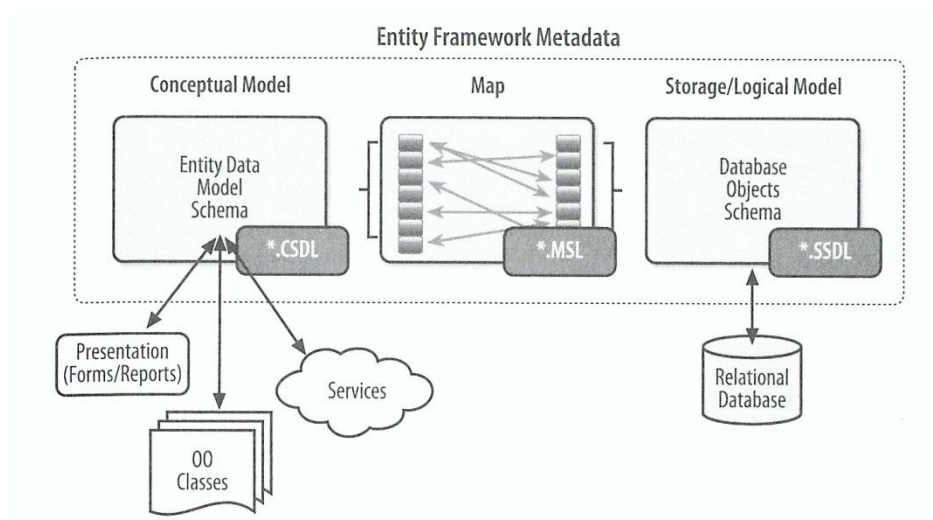 Entity Framework Metadata
Conceptual Model
Map
Storage/Logical Model
Entity Data
Model
Schema
*.CSDL
*.MSL
Database
Objects
Schema
*.SSDL
Presentation
(Forms/Reports)
Services
OO
Classes
Relational
Database